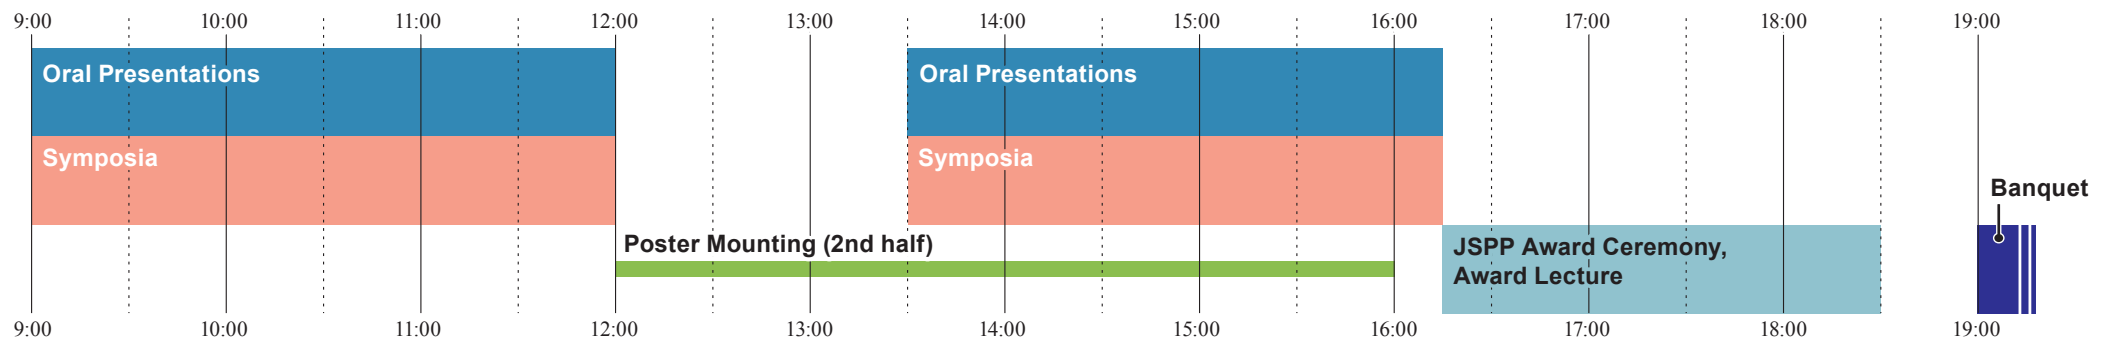 9:00 10:00 11:00 12:00 13:00 14:00 15:00 16:00 17:00 18:00 19:00
Oral Presentations Oral Presentations
Symposia Symposia
Banquet
Poster Mounting (2nd half) JSPP Award Ceremony,
Award Lecture
9:00 10:00 11:00 12:00 13:00 14:00 15:00 16:00 17:00 18:00 19:00